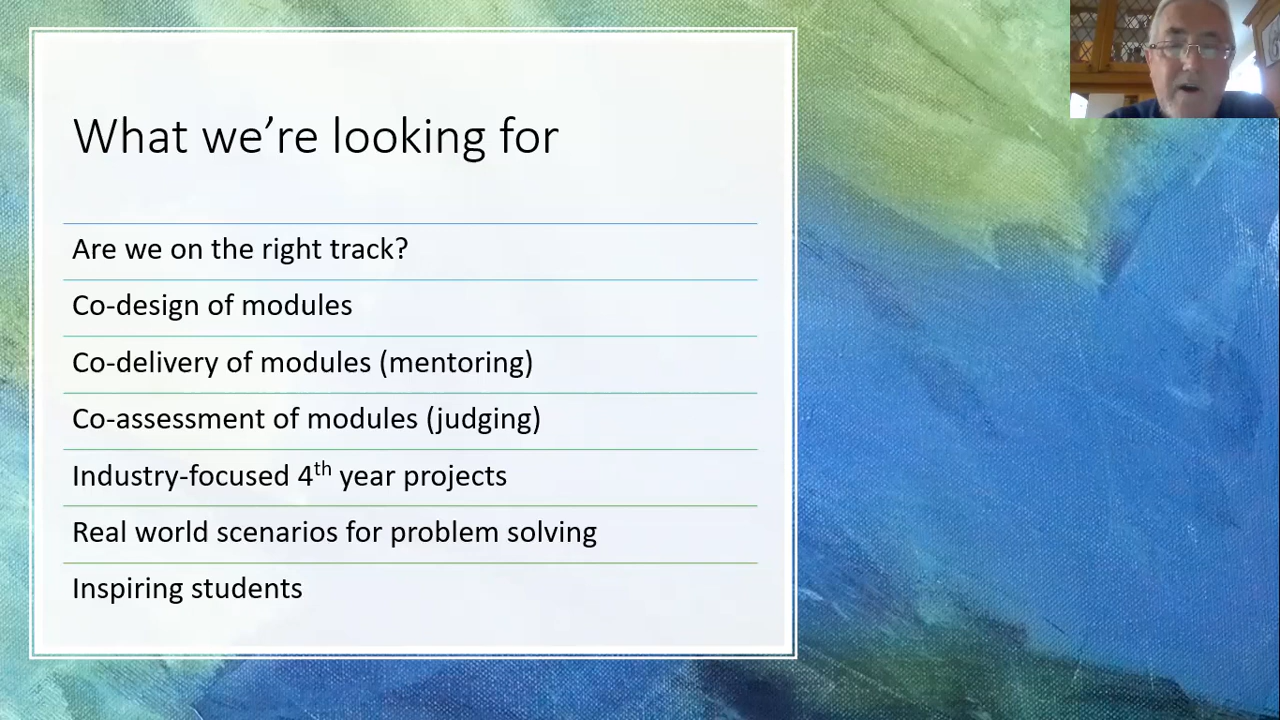 What we’re looking for
Are we on the right track?
Co-design of modules
Co-delivery of modules (mentoring)
Co-assessment of modules (judging)
Industry-focused 4th year projects
Real world scenarios for problem solving
Inspiring students